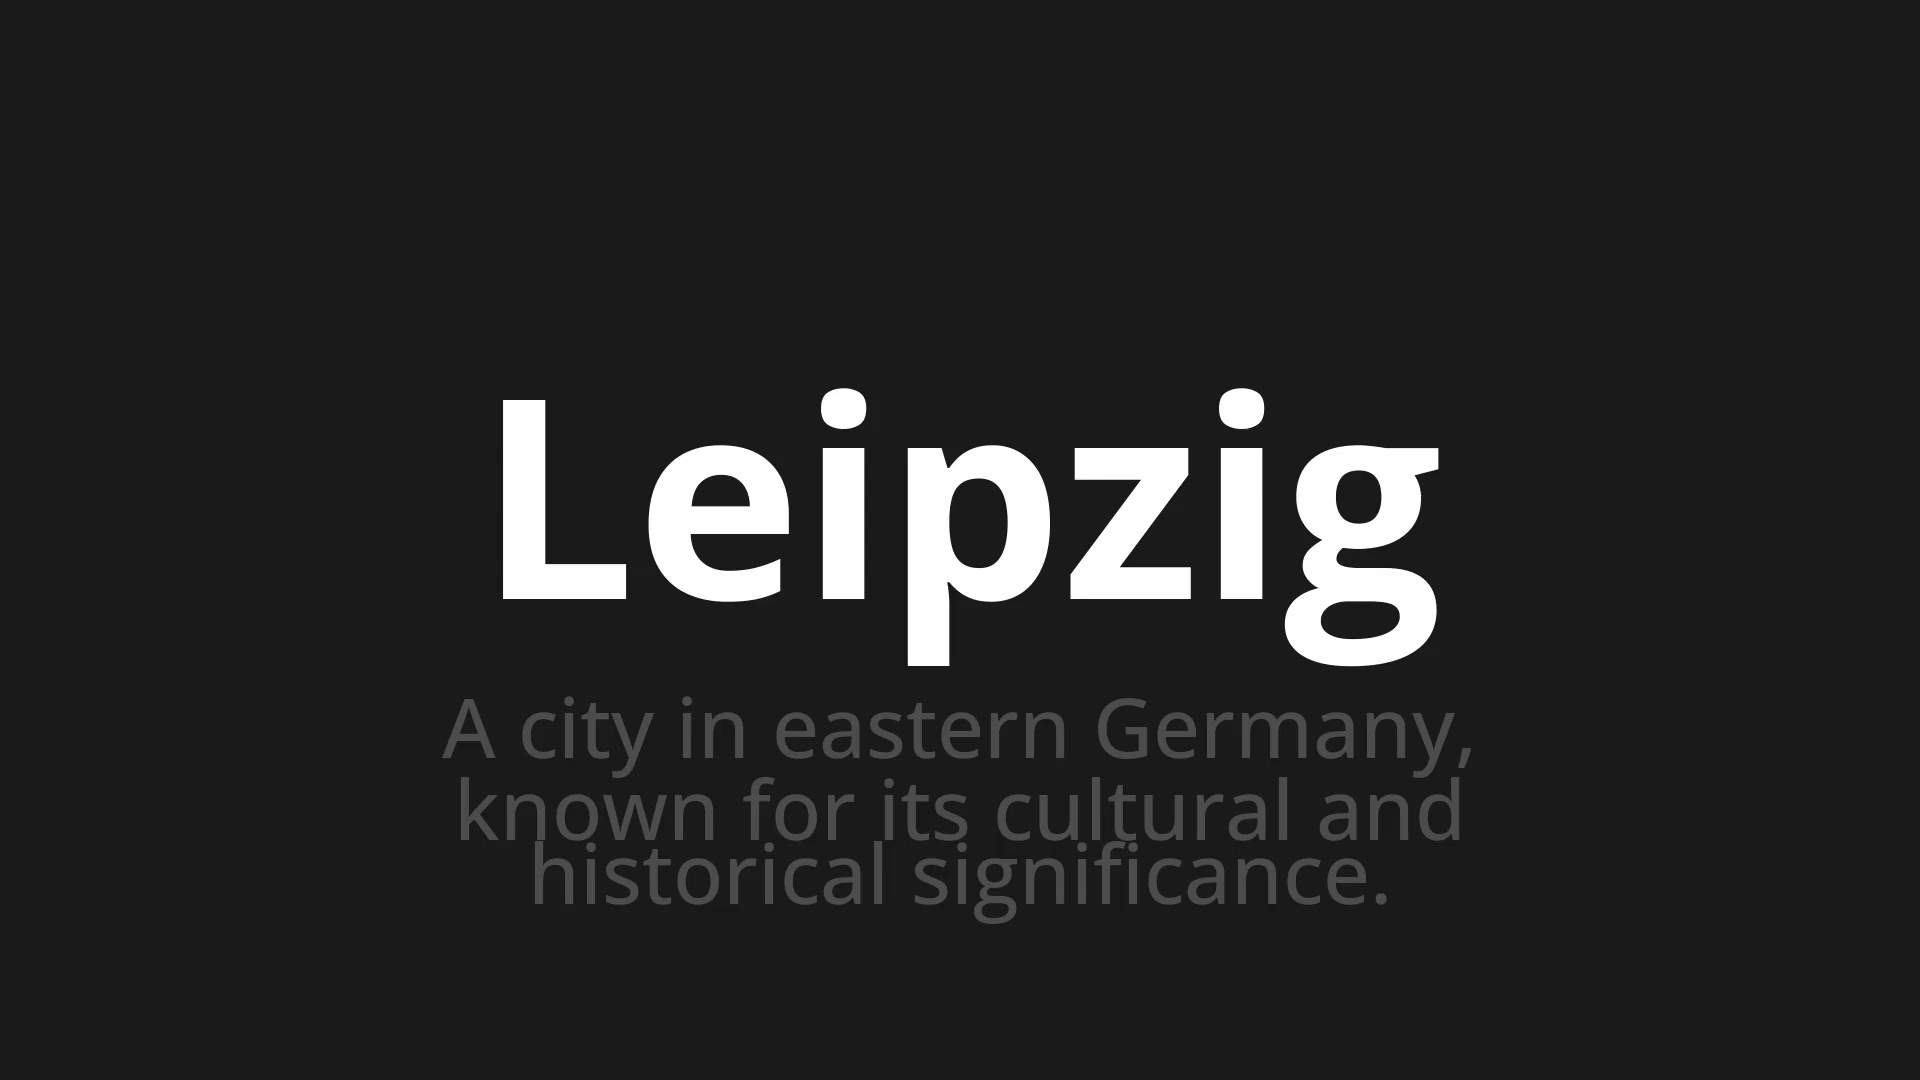 Leipzig
A city in eastern Germany,
known for its cultural and
historical significance.